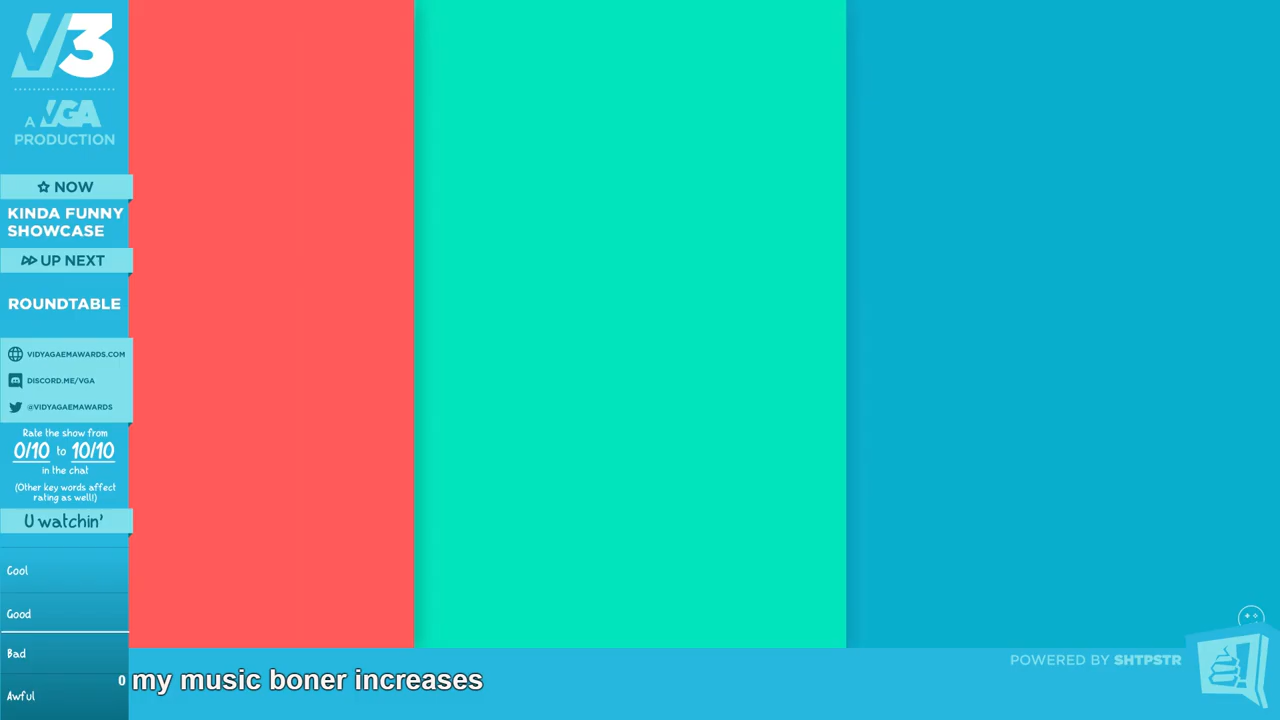 V3
A VGA
PRODUCTION
NOW
KINDA FUNNY
SHOWCASE
UP NEXT
ROUNDTABLE
VIDYAGAEMAWARDS.COM
DISCORD.ME/VGA
@VIDYAGAEMAWARDS
Rate the show from
0/10 to 10/10
in the chat
(Other key words affect
rating as well!)
U watchin'
Cool
Good
Bad
Awful
0 my music boner increases
POWERED BY SHTPSTR